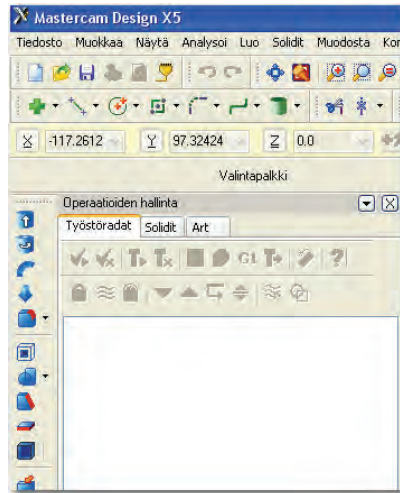 Mastercam Design X5
Tiedosto Muokkaa Näytä Analysoi Luo Solidit Muodosta
X -117.2612 Y 97.32424 Z 0.0
Valintapalkki
Operaatioiden hallinta
Työstöradat Solidit Art
G1